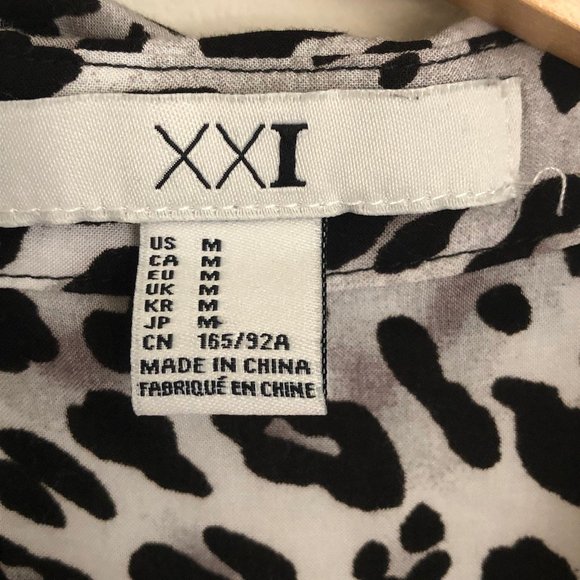 XXI
US M
CA M
EU M
UK M
KR M
JP M
CN 165/92A
MADE IN CHINA
FABRIQUÉ EN CHINE